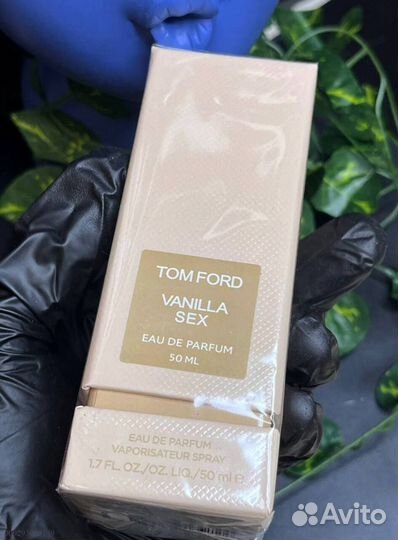 TOM FORD
VANILLA
SEX
EAU DE PARFUM
50 ML
EAU DE PARFUM
VAPORISATEUR SPRAY
1.7 FL. OZ./OZ. LIQ./50 ml e
Avito